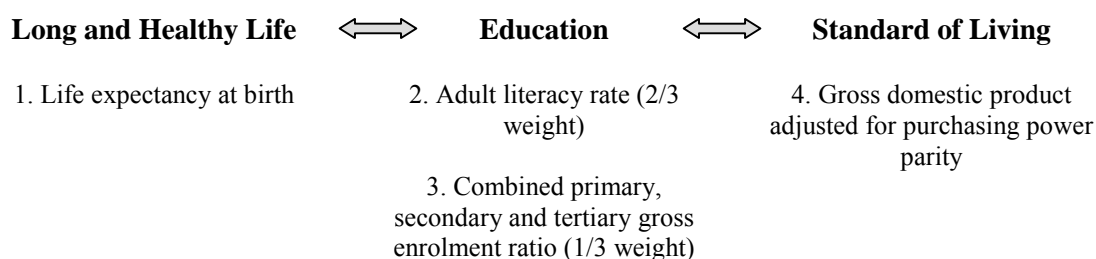 Long and Healthy Life
Education
Standard of Living
1. Life expectancy at birth
2. Adult literacy rate (2/3
weight)
3. Combined primary,
secondary and tertiary gross
enrolment ratio (1/3 weight)
4. Gross domestic product
adjusted for purchasing power
parity